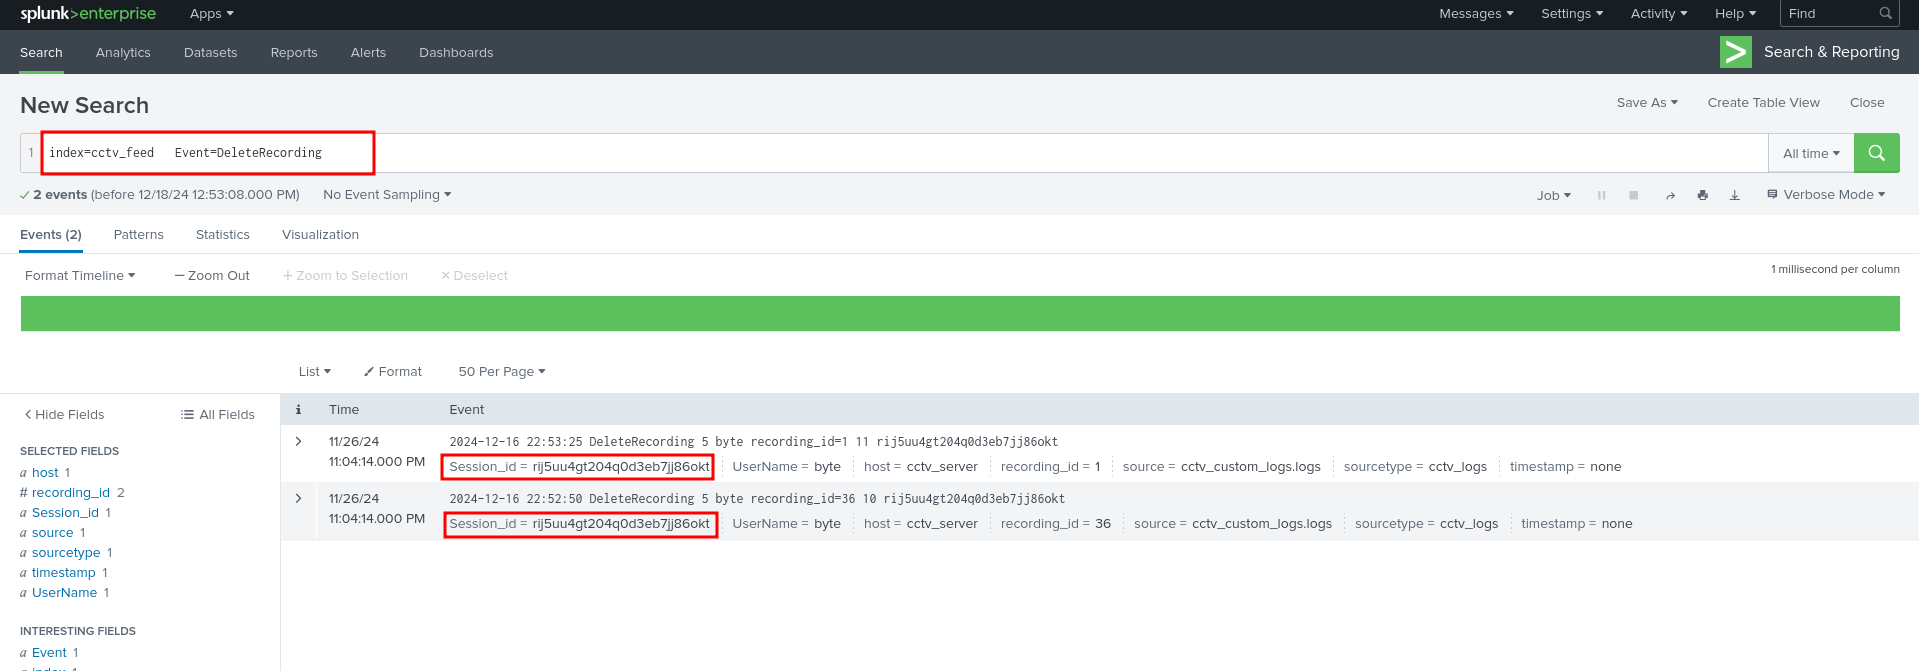 splunk>enterprise Apps Messages Settings Activity Help Find
Search Analytics Datasets Reports Alerts Dashboards Search & Reporting
New Search Save As Create Table View Close
1 index=cctv_feed Event=DeleteRecording All time
2 events (before 12/18/24 12:53:08.000 PM) No Event Sampling Job Verbose Mode
Events (2) Patterns Statistics Visualization
Format Timeline — Zoom Out + Zoom to Selection × Deselect 1 millisecond per column
List Format 50 Per Page
Hide Fields All Fields i Time Event
SELECTED FIELDS
a host 1
# recording_id 2
a Session_id 1
a source 1
a sourcetype 1
a timestamp 1
a UserName 1
INTERESTING FIELDS
a Event 1
11/26/24 2024-12-16 22:53:25 DeleteRecording 5 byte recording_id=1 11 rij5uu4gt204q0d3eb7jj86okt
11:04:14.000 PM Session_id = rij5uu4gt204q0d3eb7jj86okt UserName = byte host = cctv_server recording_id = 1 source = cctv_custom_logs.logs sourcetype = cctv_logs timestamp = none
11/26/24 2024-12-16 22:52:50 DeleteRecording 5 byte recording_id=36 10 rij5uu4gt204q0d3eb7jj86okt
11:04:14.000 PM Session_id = rij5uu4gt204q0d3eb7jj86okt UserName = byte host = cctv_server recording_id = 36 source = cctv_custom_logs.logs sourcetype = cctv_logs timestamp = none